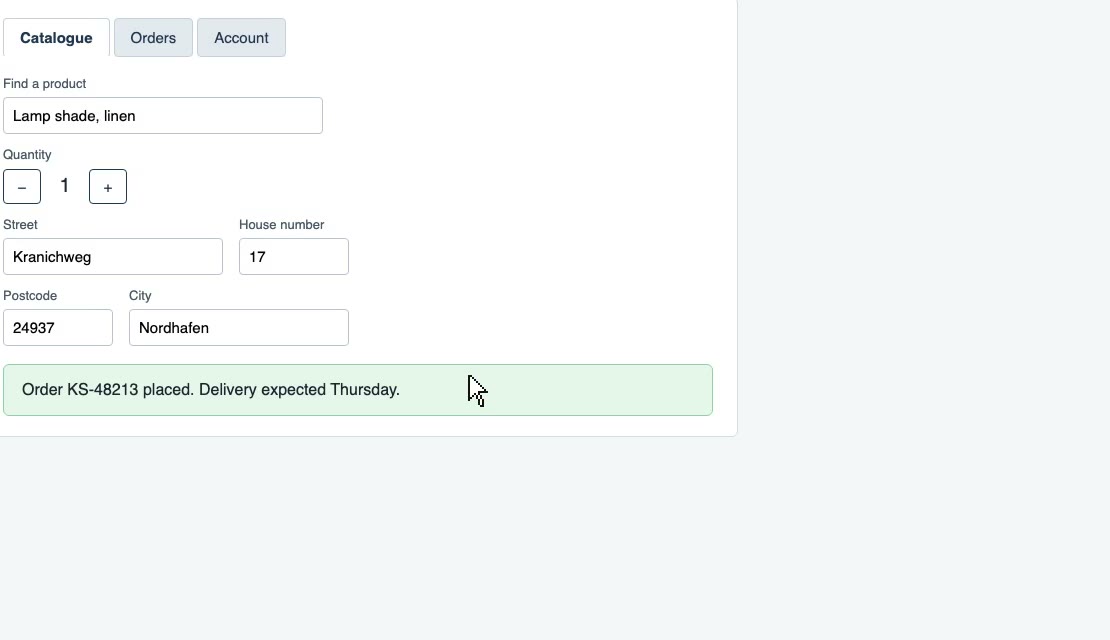 Catalogue Orders Account
Find a product
Lamp shade, linen
Quantity
– 1 +
Street House number
Kranichweg 17
Postcode City
24937 Nordhafen
Order KS-48213 placed. Delivery expected Thursday.